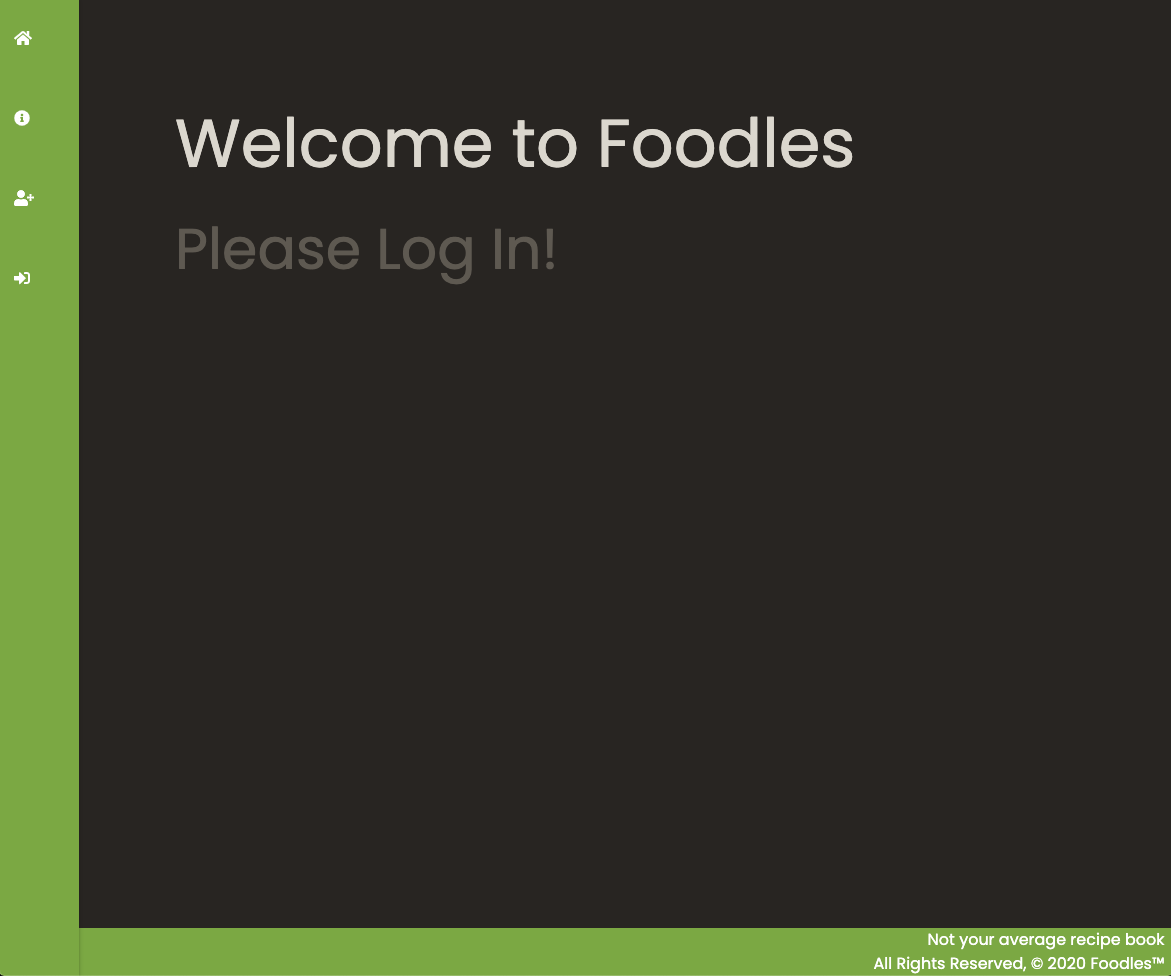 Welcome to Foodles
Please Log In!
Not your average recipe book
All Rights Reserved, © 2020 Foodles™